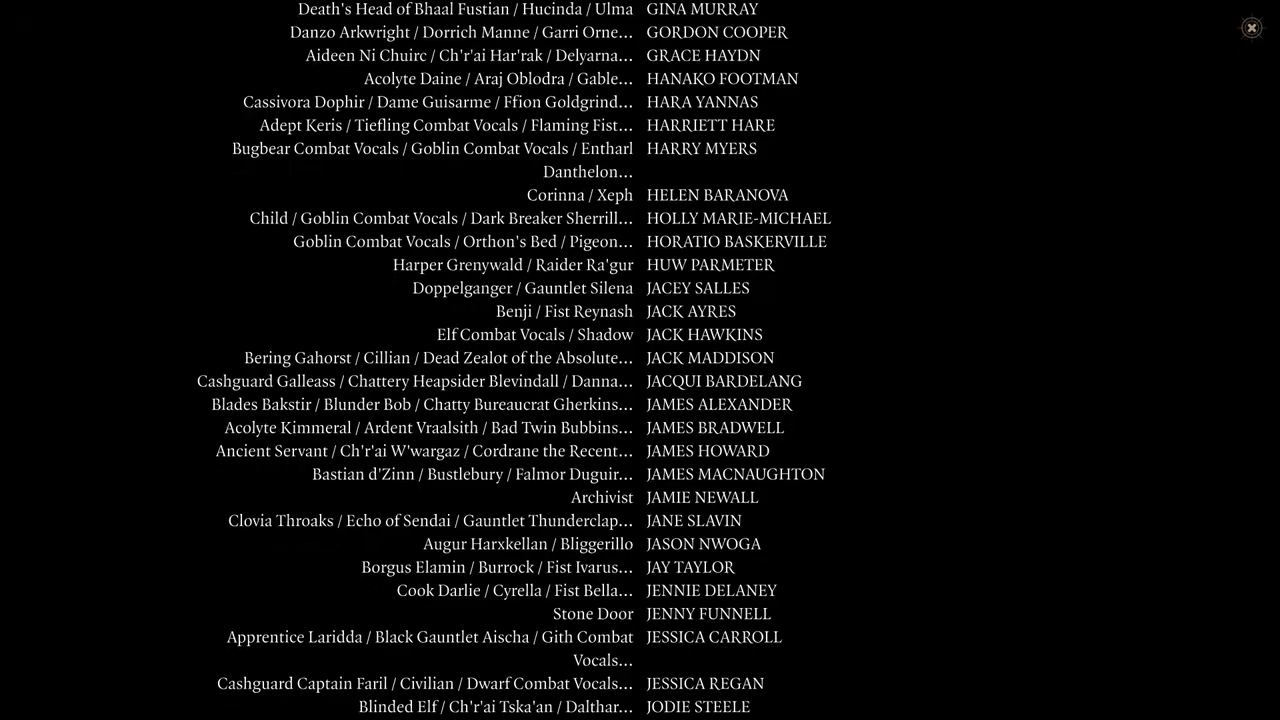 Death's Head of Bhaal Fustian / Hucinda / Ulma GINA MURRAY
Danzo Arkwright / Dorrich Manne / Garri Orne... GORDON COOPER
Aideen Ni Chuirc / Ch'r'ai Har'rak / Delyarna... GRACE HAYDN
Acolyte Daine / Araj Oblodra / Gable... HANAKO FOOTMAN
Cassivora Dophir / Dame Guisarme / Ffion Goldgrind... HARA YANNAS
Adept Keris / Tiefling Combat Vocals / Flaming Fist... HARRIETT HARE
Bugbear Combat Vocals / Goblin Combat Vocals / Entharl HARRY MYERS
Danthelon...
Corinna / Xeph HELEN BARANOVA
Child / Goblin Combat Vocals / Dark Breaker Sherrill... HOLLY MARIE-MICHAEL
Goblin Combat Vocals / Orthon's Bed / Pigeon... HORATIO BASKERVILLE
Harper Grenywald / Raider Ra'gur HUW PARMETER
Doppelganger / Gauntlet Silena JACEY SALLES
Benji / Fist Reynash JACK AYRES
Elf Combat Vocals / Shadow JACK HAWKINS
Bering Gahorst / Cillian / Dead Zealot of the Absolute... JACK MADDISON
Cashguard Galleass / Chattery Heapsider Blevindall / Danna... JACQUI BARDELANG
Blades Bakstir / Blunder Bob / Chatty Bureaucrat Gherkins... JAMES ALEXANDER
Acolyte Kimmeral / Ardent Vraalsith / Bad Twin Bubbins... JAMES BRADWELL
Ancient Servant / Ch'r'ai W'wargaz / Cordrane the Recent... JAMES HOWARD
Bastian d'Zinn / Bustlebury / Falmor Duguir... JAMES MACNAUGHTON
Archivist JAMIE NEWALL
Clovia Throaks / Echo of Sendai / Gauntlet Thunderclap... JANE SLAVIN
Augur Harxkellan / Bliggerillo JASON NWOGA
Borgus Elamin / Burrock / Fist Ivarus... JAY TAYLOR
Cook Darlie / Cyrella / Fist Bella... JENNIE DELANEY
Stone Door JENNY FUNNELL
Apprentice Laridda / Black Gauntlet Aischa / Gith Combat JESSICA CARROLL
Vocals...
Cashguard Captain Faril / Civilian / Dwarf Combat Vocals... JESSICA REGAN
Blinded Elf / Ch'r'ai Tska'an / Dalthar... JODIE STEELE